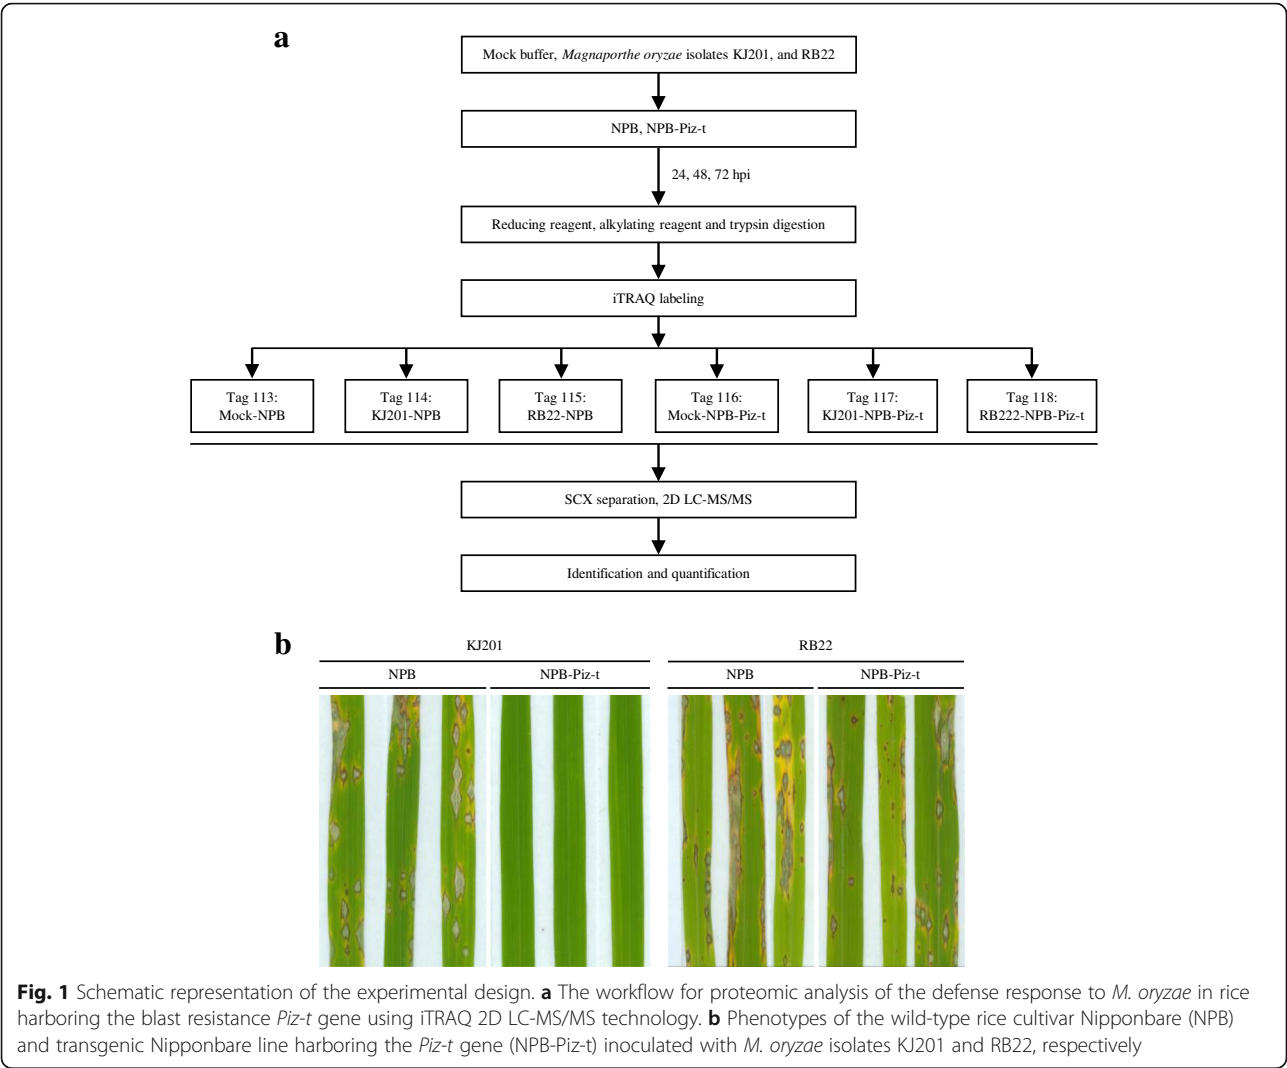 a
Mock buffer, Magnaporthe oryzae isolates KJ201, and RB22
NPB, NPB-Piz-t
24, 48, 72 hpi
Reducing reagent, alkylating reagent and trypsin digestion
iTRAQ labeling
Tag 113:
Mock-NPB
Tag 114:
KJ201-NPB
Tag 115:
RB22-NPB
Tag 116:
Mock-NPB-Piz-t
Tag 117:
KJ201-NPB-Piz-t
Tag 118:
RB222-NPB-Piz-t
SCX separation, 2D LC-MS/MS
Identification and quantification
b
KJ201
RB22
NPB
NPB-Piz-t
NPB
NPB-Piz-t
Fig. 1 Schematic representation of the experimental design. a The workflow for proteomic analysis of the defense response to M. oryzae in rice
harboring the blast resistance Piz-t gene using iTRAQ 2D LC-MS/MS technology. b Phenotypes of the wild-type rice cultivar Nipponbare (NPB)
and transgenic Nipponbare line harboring the Piz-t gene (NPB-Piz-t) inoculated with M. oryzae isolates KJ201 and RB22, respectively